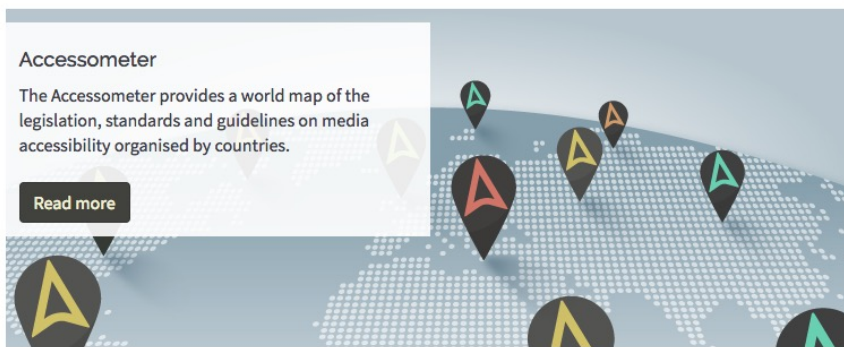 Accessometer
The Accessometer provides a world map of the
legislation, standards and guidelines on media
accessibility organised by countries.
Read more